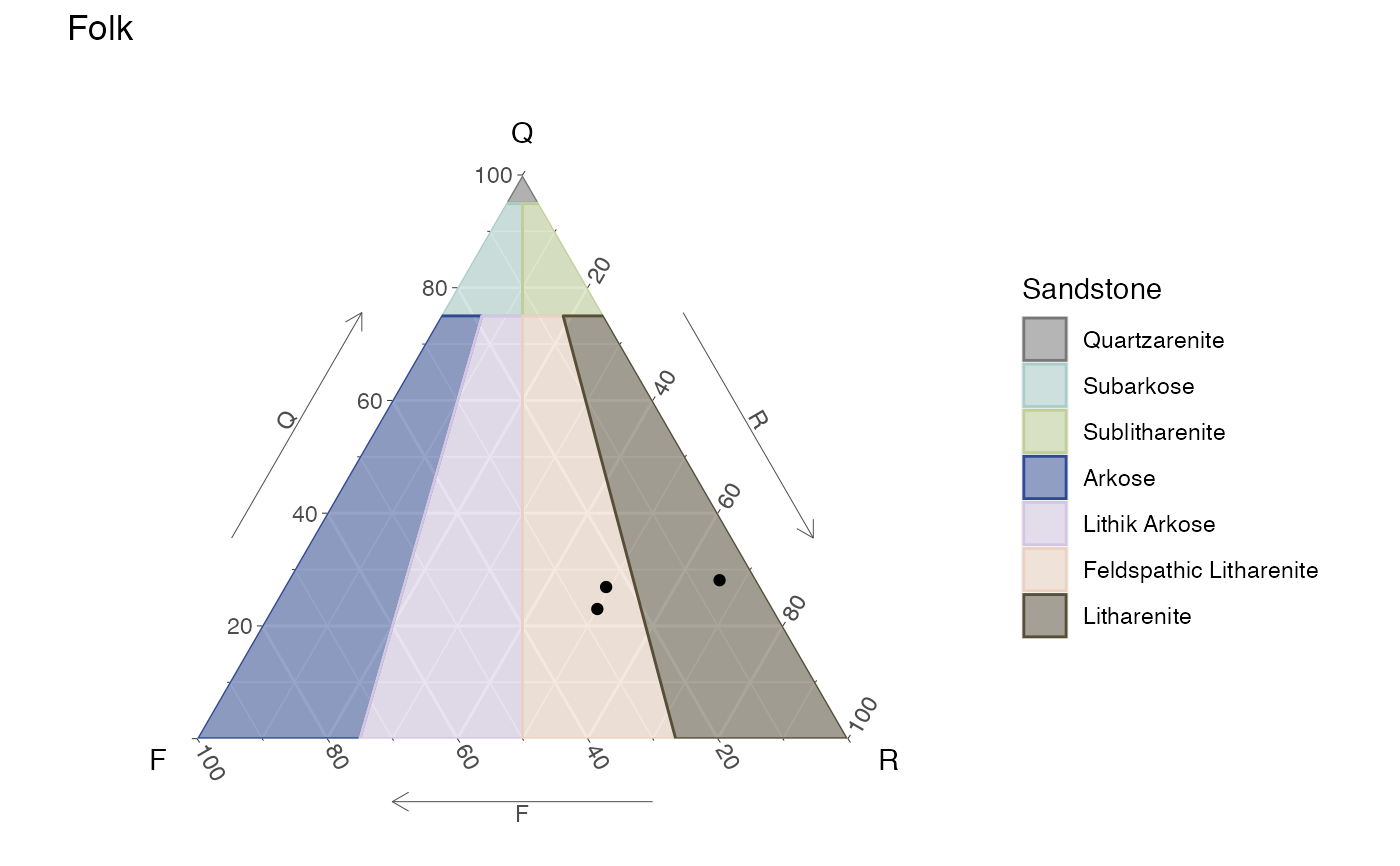 Folk
Q
100
80
60
40
20
20
40
60
80
100
Q
R
F
R
100
80
60
40
20
F
Sandstone
Quartzarenite
Subarkose
Sublitharenite
Arkose
Lithik Arkose
Feldspathic Litharenite
Litharenite